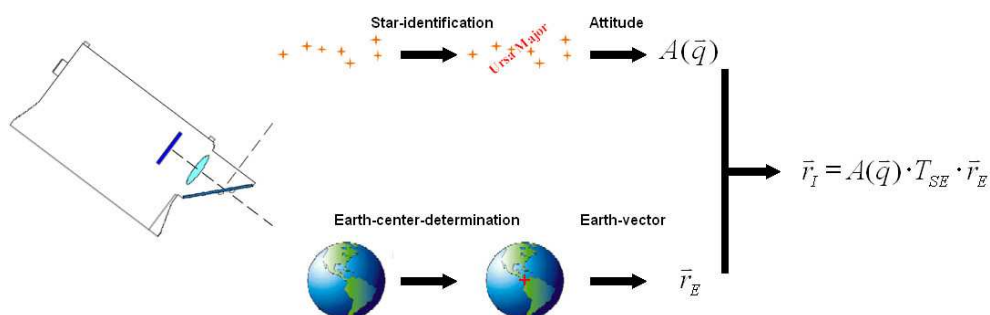 Star-identification
Attitude
Ursa Major
A(q⃗)
r⃗_I = A(q⃗) · T_SE · r⃗_E
Earth-center-determination
Earth-vector
r⃗_E